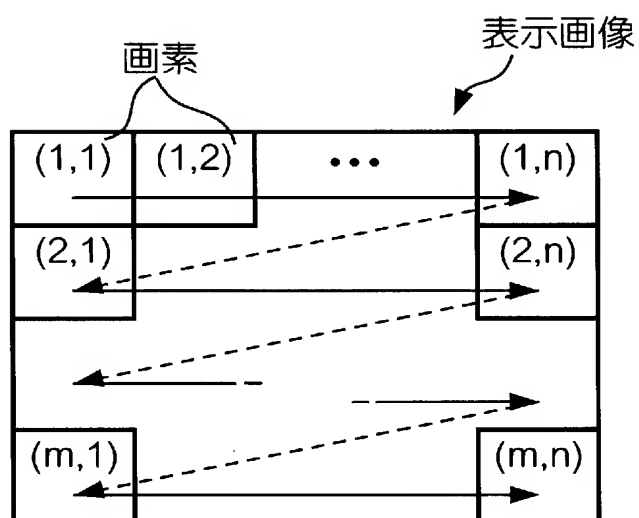 表示画像
画素
(1,1) (1,2) ••• (1,n)
(2,1) (2,n)
(m,1) (m,n)